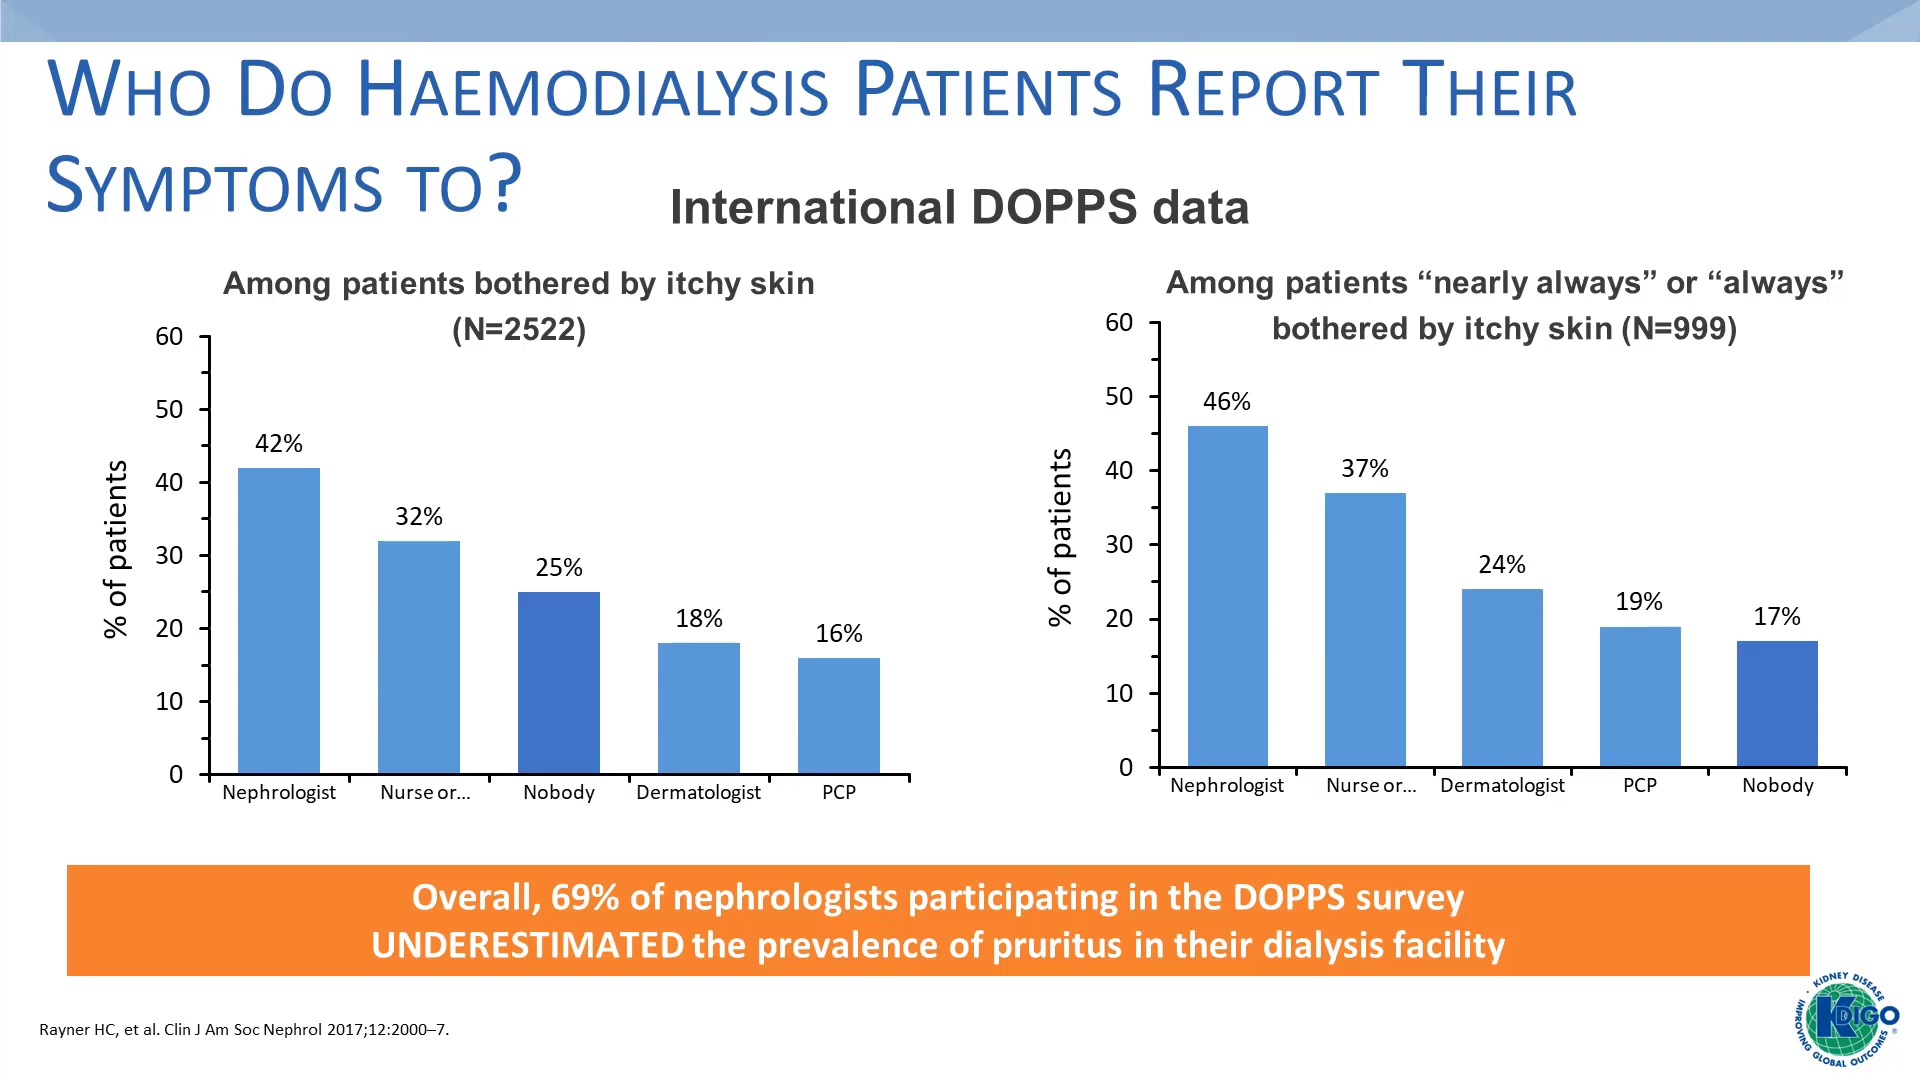 WHO DO HAEMODIALYSIS PATIENTS REPORT THEIR
SYMPTOMS TO?
International DOPPS data
Among patients bothered by itchy skin
(N=2522)
% of patients
60
50
40
30
20
10
0
42%
32%
25%
18%
16%
Nephrologist
Nurse or...
Nobody
Dermatologist
PCP
Among patients “nearly always” or “always”
bothered by itchy skin (N=999)
% of patients
60
50
40
30
20
10
0
46%
37%
24%
19%
17%
Nephrologist
Nurse or...
Dermatologist
PCP
Nobody
Overall, 69% of nephrologists participating in the DOPPS survey
UNDERESTIMATED the prevalence of pruritus in their dialysis facility
Rayner HC, et al. Clin J Am Soc Nephrol 2017;12:2000–7.
KIDNEY DISEASE
KDIGO
®
IMPROVING GLOBAL OUTCOMES